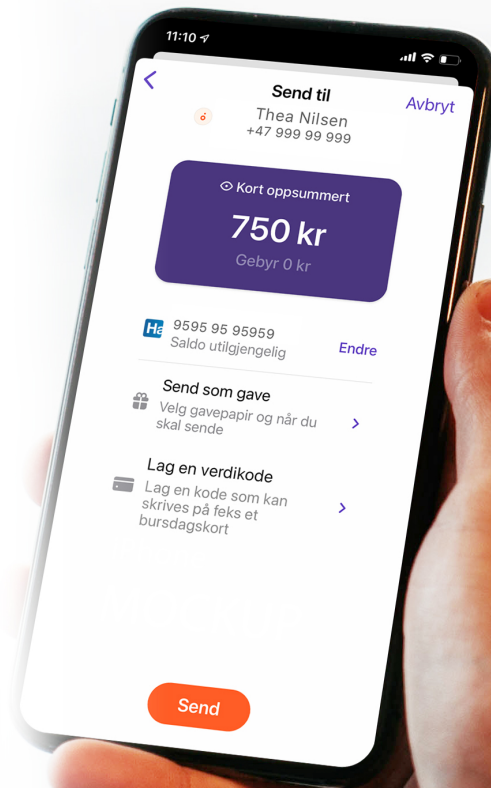 11:10
Send til
Avbryt
Thea Nilsen
+47 999 99 999
Kort oppsummert
750 kr
Gebyr 0 kr
Ha
9595 95 95959
Saldo utilgjengelig
Endre
Send som gave
Velg gavepapir og når du
skal sende
Lag en verdikode
Lag en kode som kan
skrives på feks et
bursdagskort
Send